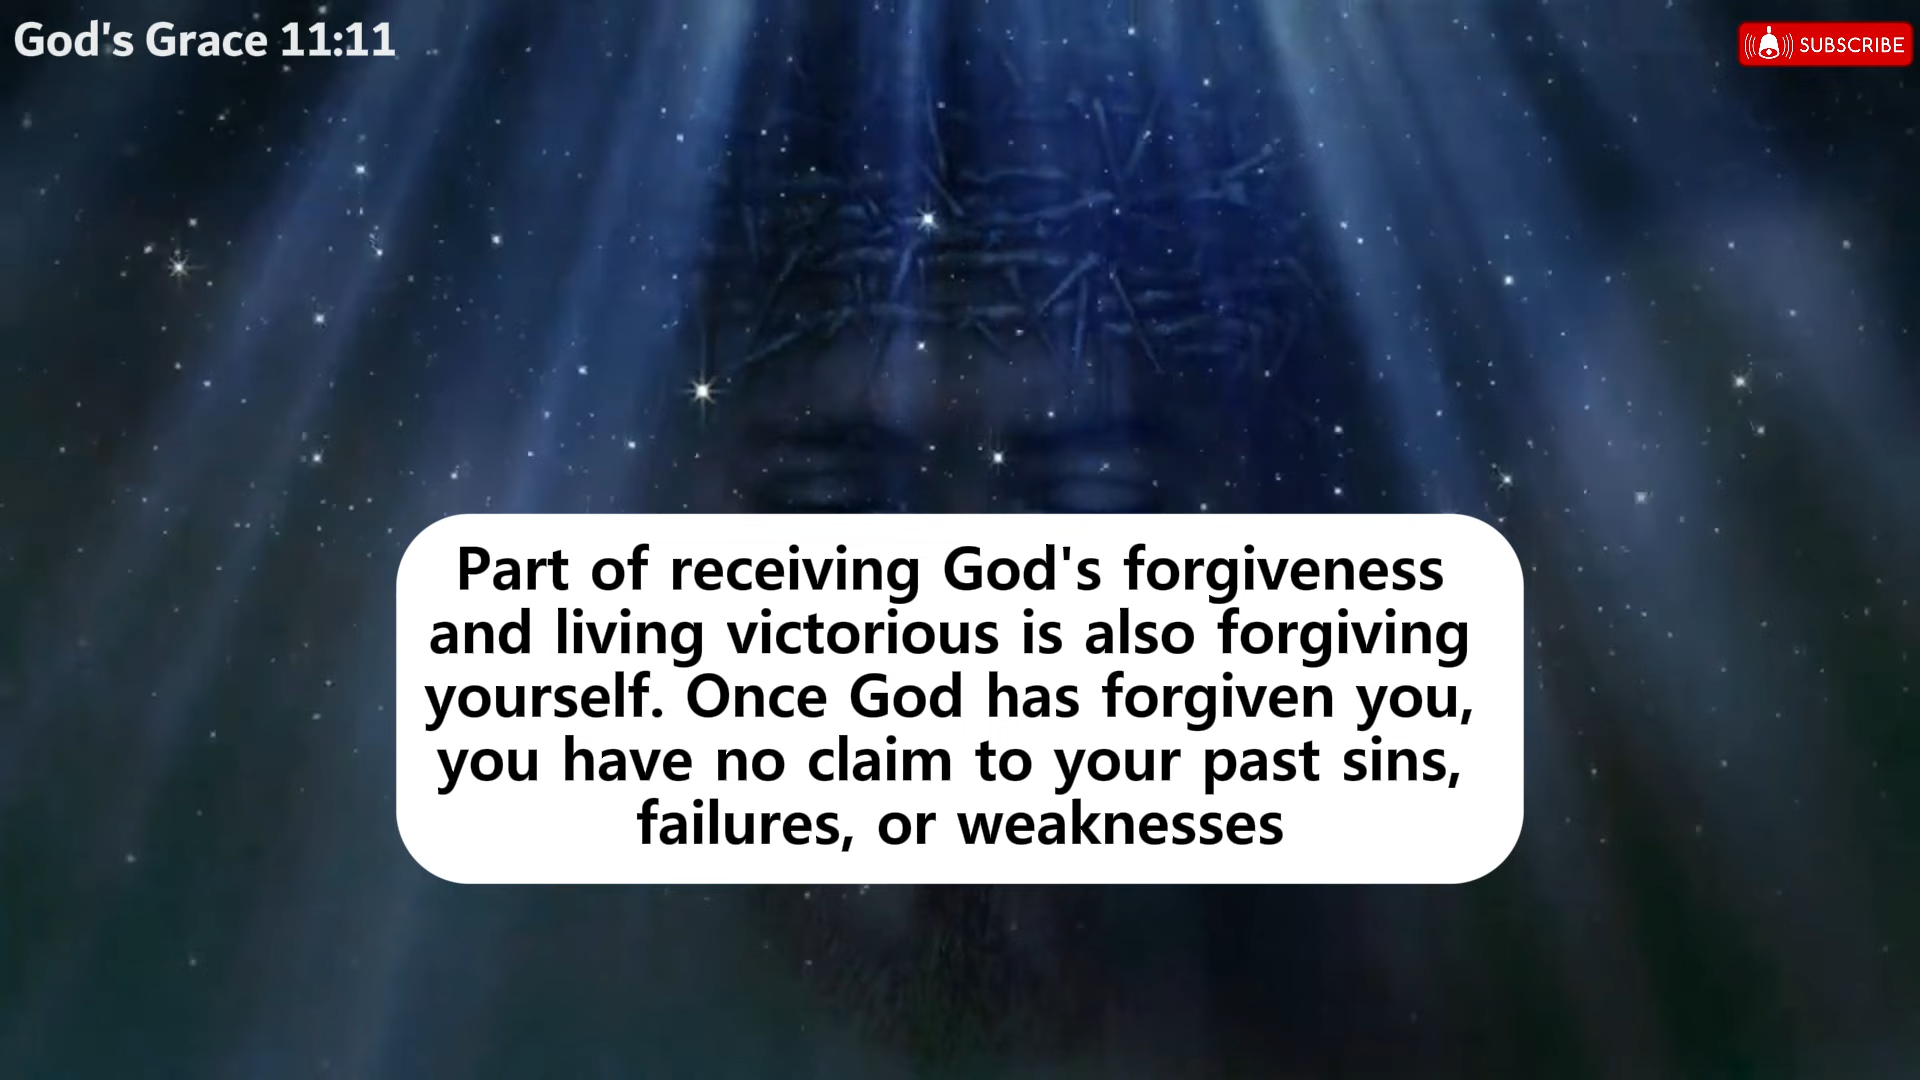 God's Grace 11:11
SUBSCRIBE
Part of receiving God's forgiveness
and living victorious is also forgiving
yourself. Once God has forgiven you,
you have no claim to your past sins,
failures, or weaknesses